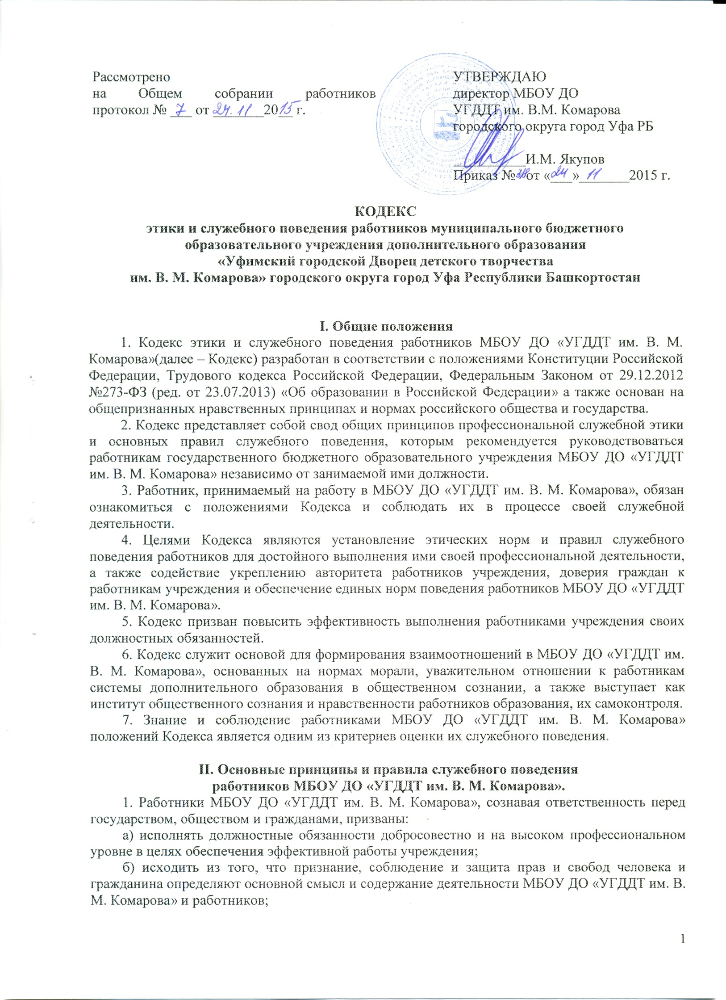 Рассмотрено
на Общем собрании работников
протокол № 7 от 24.11 2015 г.
УТВЕРЖДАЮ
директор МБОУ ДО
УГДДТ им. В.М. Комарова
городского округа город Уфа РБ
И.М. Якупов
Приказ № от «24» 11 2015 г.
КОДЕКС
этики и служебного поведения работников муниципального бюджетного
образовательного учреждения дополнительного образования
«Уфимский городской Дворец детского творчества
им. В. М. Комарова» городского округа город Уфа Республики Башкортостан
I. Общие положения
1. Кодекс этики и служебного поведения работников МБОУ ДО «УГДДТ им. В. М.
Комарова»(далее – Кодекс) разработан в соответствии с положениями Конституции Российской
Федерации, Трудового кодекса Российской Федерации, Федеральным Законом от 29.12.2012
№273-ФЗ (ред. от 23.07.2013) «Об образовании в Российской Федерации» а также основан на
общепризнанных нравственных принципах и нормах российского общества и государства.
2. Кодекс представляет собой свод общих принципов профессиональной служебной этики
и основных правил служебного поведения, которым рекомендуется руководствоваться
работникам государственного бюджетного образовательного учреждения МБОУ ДО «УГДДТ
им. В. М. Комарова» независимо от занимаемой ими должности.
3. Работник, принимаемый на работу в МБОУ ДО «УГДДТ им. В. М. Комарова», обязан
ознакомиться с положениями Кодекса и соблюдать их в процессе своей служебной
деятельности.
4. Целями Кодекса являются установление этических норм и правил служебного
поведения работников для достойного выполнения ими своей профессиональной деятельности,
а также содействие укреплению авторитета работников учреждения, доверия граждан к
работникам учреждения и обеспечение единых норм поведения работников МБОУ ДО «УГДДТ
им. В. М. Комарова».
5. Кодекс призван повысить эффективность выполнения работниками учреждения своих
должностных обязанностей.
6. Кодекс служит основой для формирования взаимоотношений в МБОУ ДО «УГДДТ им.
В. М. Комарова», основанных на нормах морали, уважительном отношении к работникам
системы дополнительного образования в общественном сознании, а также выступает как
институт общественного сознания и нравственности работников образования, их самоконтроля.
7. Знание и соблюдение работниками МБОУ ДО «УГДДТ им. В. М. Комарова»
положений Кодекса является одним из критериев оценки их служебного поведения.
II. Основные принципы и правила служебного поведения
работников МБОУ ДО «УГДДТ им. В. М. Комарова».
1. Работники МБОУ ДО «УГДДТ им. В. М. Комарова», сознавая ответственность перед
государством, обществом и гражданами, призваны:
а) исполнять должностные обязанности добросовестно и на высоком профессиональном
уровне в целях обеспечения эффективной работы учреждения;
б) исходить из того, что признание, соблюдение и защита прав и свобод человека и
гражданина определяют основной смысл и содержание деятельности МБОУ ДО «УГДДТ им. В.
М. Комарова» и работников;
1